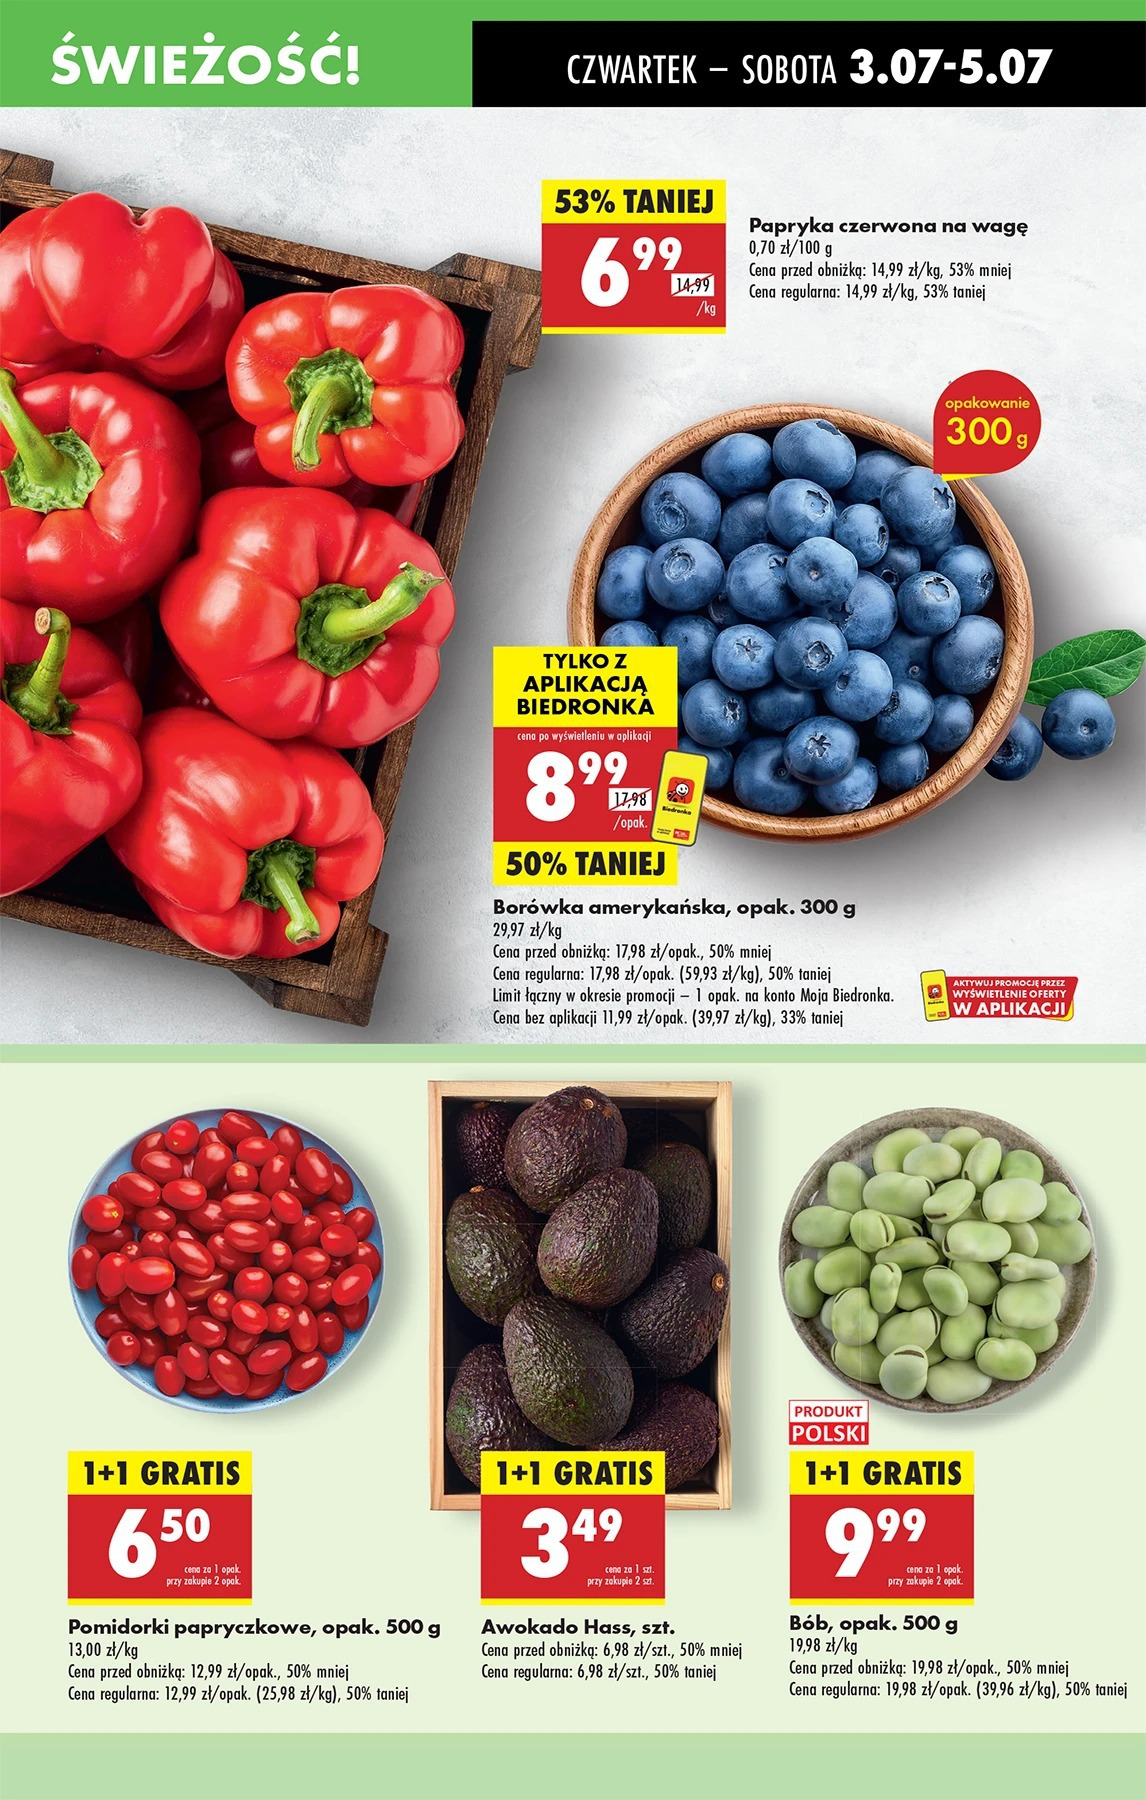 ŚWIEŻOŚĆ!
CZWARTEK – SOBOTA 3.07-5.07
53% TANIEJ
6 99
14,99
/kg
Papryka czerwona na wagę
0,70 zł/100 g
Cena przed obniżką: 14,99 zł/kg, 53% mniej
Cena regularna: 14,99 zł/kg, 53% taniej
opakowanie
300 g
TYLKO Z
APLIKACJĄ
BIEDRONKA
cena po wyświetleniu w aplikacji
8 99
17,98
/opak.
Biedronka
50% TANIEJ
Borówka amerykańska, opak. 300 g
29,97 zł/kg
Cena przed obniżką: 17,98 zł/opak., 50% mniej
Cena regularna: 17,98 zł/opak. (59,93 zł/kg), 50% taniej
Limit łączny w okresie promocji – 1 opak. na konto Moja Biedronka.
Cena bez aplikacji 11,99 zł/opak. (39,97 zł/kg), 33% taniej
AKTYWUJ PROMOCJĘ PRZEZ
WYŚWIETLENIE OFERTY
W APLIKACJI
1+1 GRATIS
6 50
cena za 1 opak.
przy zakupie 2 opak.
Pomidorki papryczkowe, opak. 500 g
13,00 zł/kg
Cena przed obniżką: 12,99 zł/opak., 50% mniej
Cena regularna: 12,99 zł/opak. (25,98 zł/kg), 50% taniej
1+1 GRATIS
3 49
cena za 1 szt.
przy zakupie 2 szt.
Awokado Hass, szt.
Cena przed obniżką: 6,98 zł/szt., 50% mniej
Cena regularna: 6,98 zł/szt., 50% taniej
PRODUKT
POLSKI
1+1 GRATIS
9 99
cena za 1 opak.
przy zakupie 2 opak.
Bób, opak. 500 g
19,98 zł/kg
Cena przed obniżką: 19,98 zł/opak., 50% mniej
Cena regularna: 19,98 zł/opak. (39,96 zł/kg), 50% taniej